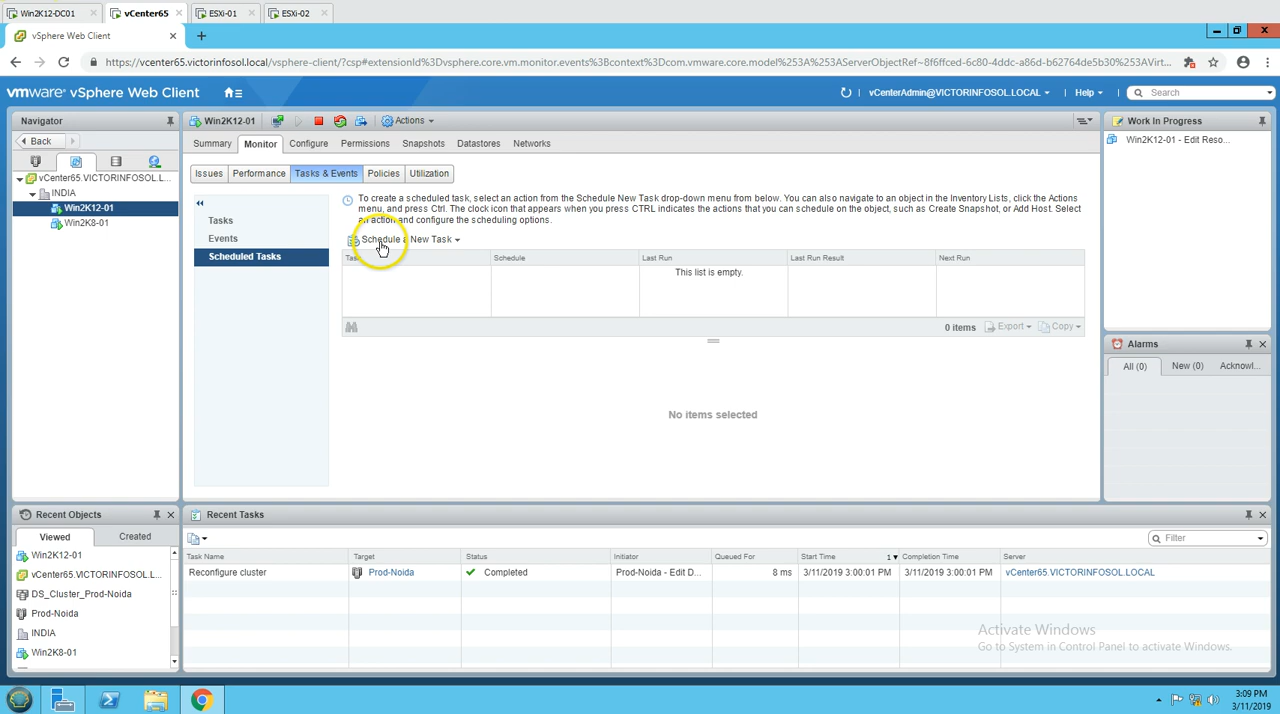 Win2K12-DC01
vCenter65
ESXi-01
ESXi-02
vSphere Web Client
https://vcenter65.victorinfosol.local/vsphere-client/?csp#extensionId%3Dvsphere.core.vm.monitor.events%3Bcontext%3Dcom.vmware.core.model%253A%253AServerObjectRef~8f6ffced-6c80-4ddc-a86d-b62764de5b30%253AVirt...
vmware® vSphere Web Client
vCenterAdmin@VICTORINFOSOL.LOCAL
Help
Search
Navigator
Back
vCenter65.VICTORINFOSOL.L...
INDIA
Win2K12-01
Win2K8-01
Win2K12-01
Actions
Summary
Monitor
Configure
Permissions
Snapshots
Datastores
Networks
Issues
Performance
Tasks & Events
Policies
Utilization
Tasks
Events
Scheduled Tasks
To create a scheduled task, select an action from the Schedule New Task drop-down menu from below. You can also navigate to an object in the Inventory Lists, click the Actions
menu, and press Ctrl. The clock icon that appears when you press CTRL indicates the actions that you can schedule on the object, such as Create Snapshot, or Add Host. Select
an action and configure the scheduling options.
Schedule a New Task
Task
Schedule
Last Run
Last Run Result
Next Run
This list is empty.
0 items
Export
Copy
No items selected
Work In Progress
Win2K12-01 - Edit Reso...
Alarms
All (0)
New (0)
Acknowl...
Recent Objects
Viewed
Created
Win2K12-01
vCenter65.VICTORINFOSOL.L...
DS_Cluster_Prod-Noida
Prod-Noida
INDIA
Win2K8-01
Recent Tasks
Filter
Task Name
Target
Status
Initiator
Queued For
Start Time
1
Completion Time
Server
Reconfigure cluster
Prod-Noida
Completed
Prod-Noida - Edit D...
8 ms
3/11/2019 3:00:01 PM
3/11/2019 3:00:01 PM
vCenter65.VICTORINFOSOL.LOCAL
Activate Windows
Go to System in Control Panel to activate Windows.
3:09 PM
3/11/2019